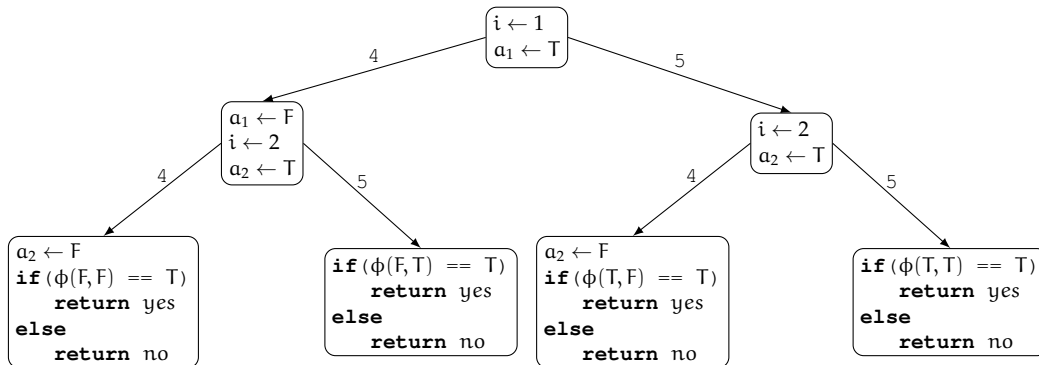 i ← 1
a₁ ← T
4
5
a₁ ← F
i ← 2
a₂ ← T
i ← 2
a₂ ← T
4
5
4
5
a₂ ← F
if(ϕ(F,F) == T)
return yes
else
return no
if(ϕ(F,T) == T)
return yes
else
return no
a₂ ← F
if(ϕ(T,F) == T)
return yes
else
return no
if(ϕ(T,T) == T)
return yes
else
return no